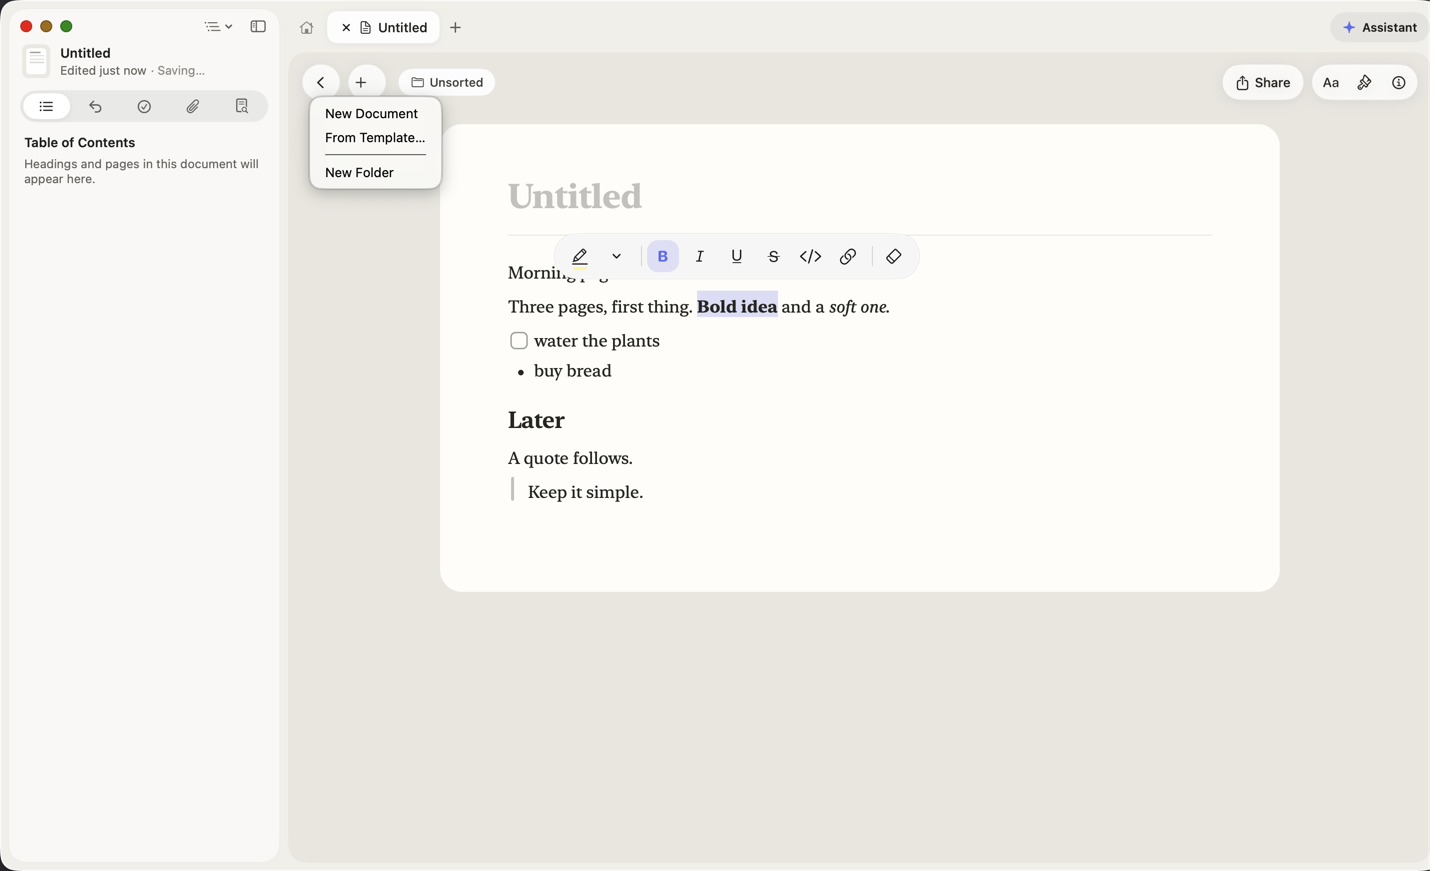 Untitled
Assistant
Untitled
Edited just now · Saving...
Unsorted
Share
Aa
New Document
From Template...
New Folder
Table of Contents
Headings and pages in this document will
appear here.
Untitled
B I U S </>
Morning
Three pages, first thing. Bold idea and a soft one.
water the plants
• buy bread
Later
A quote follows.
Keep it simple.